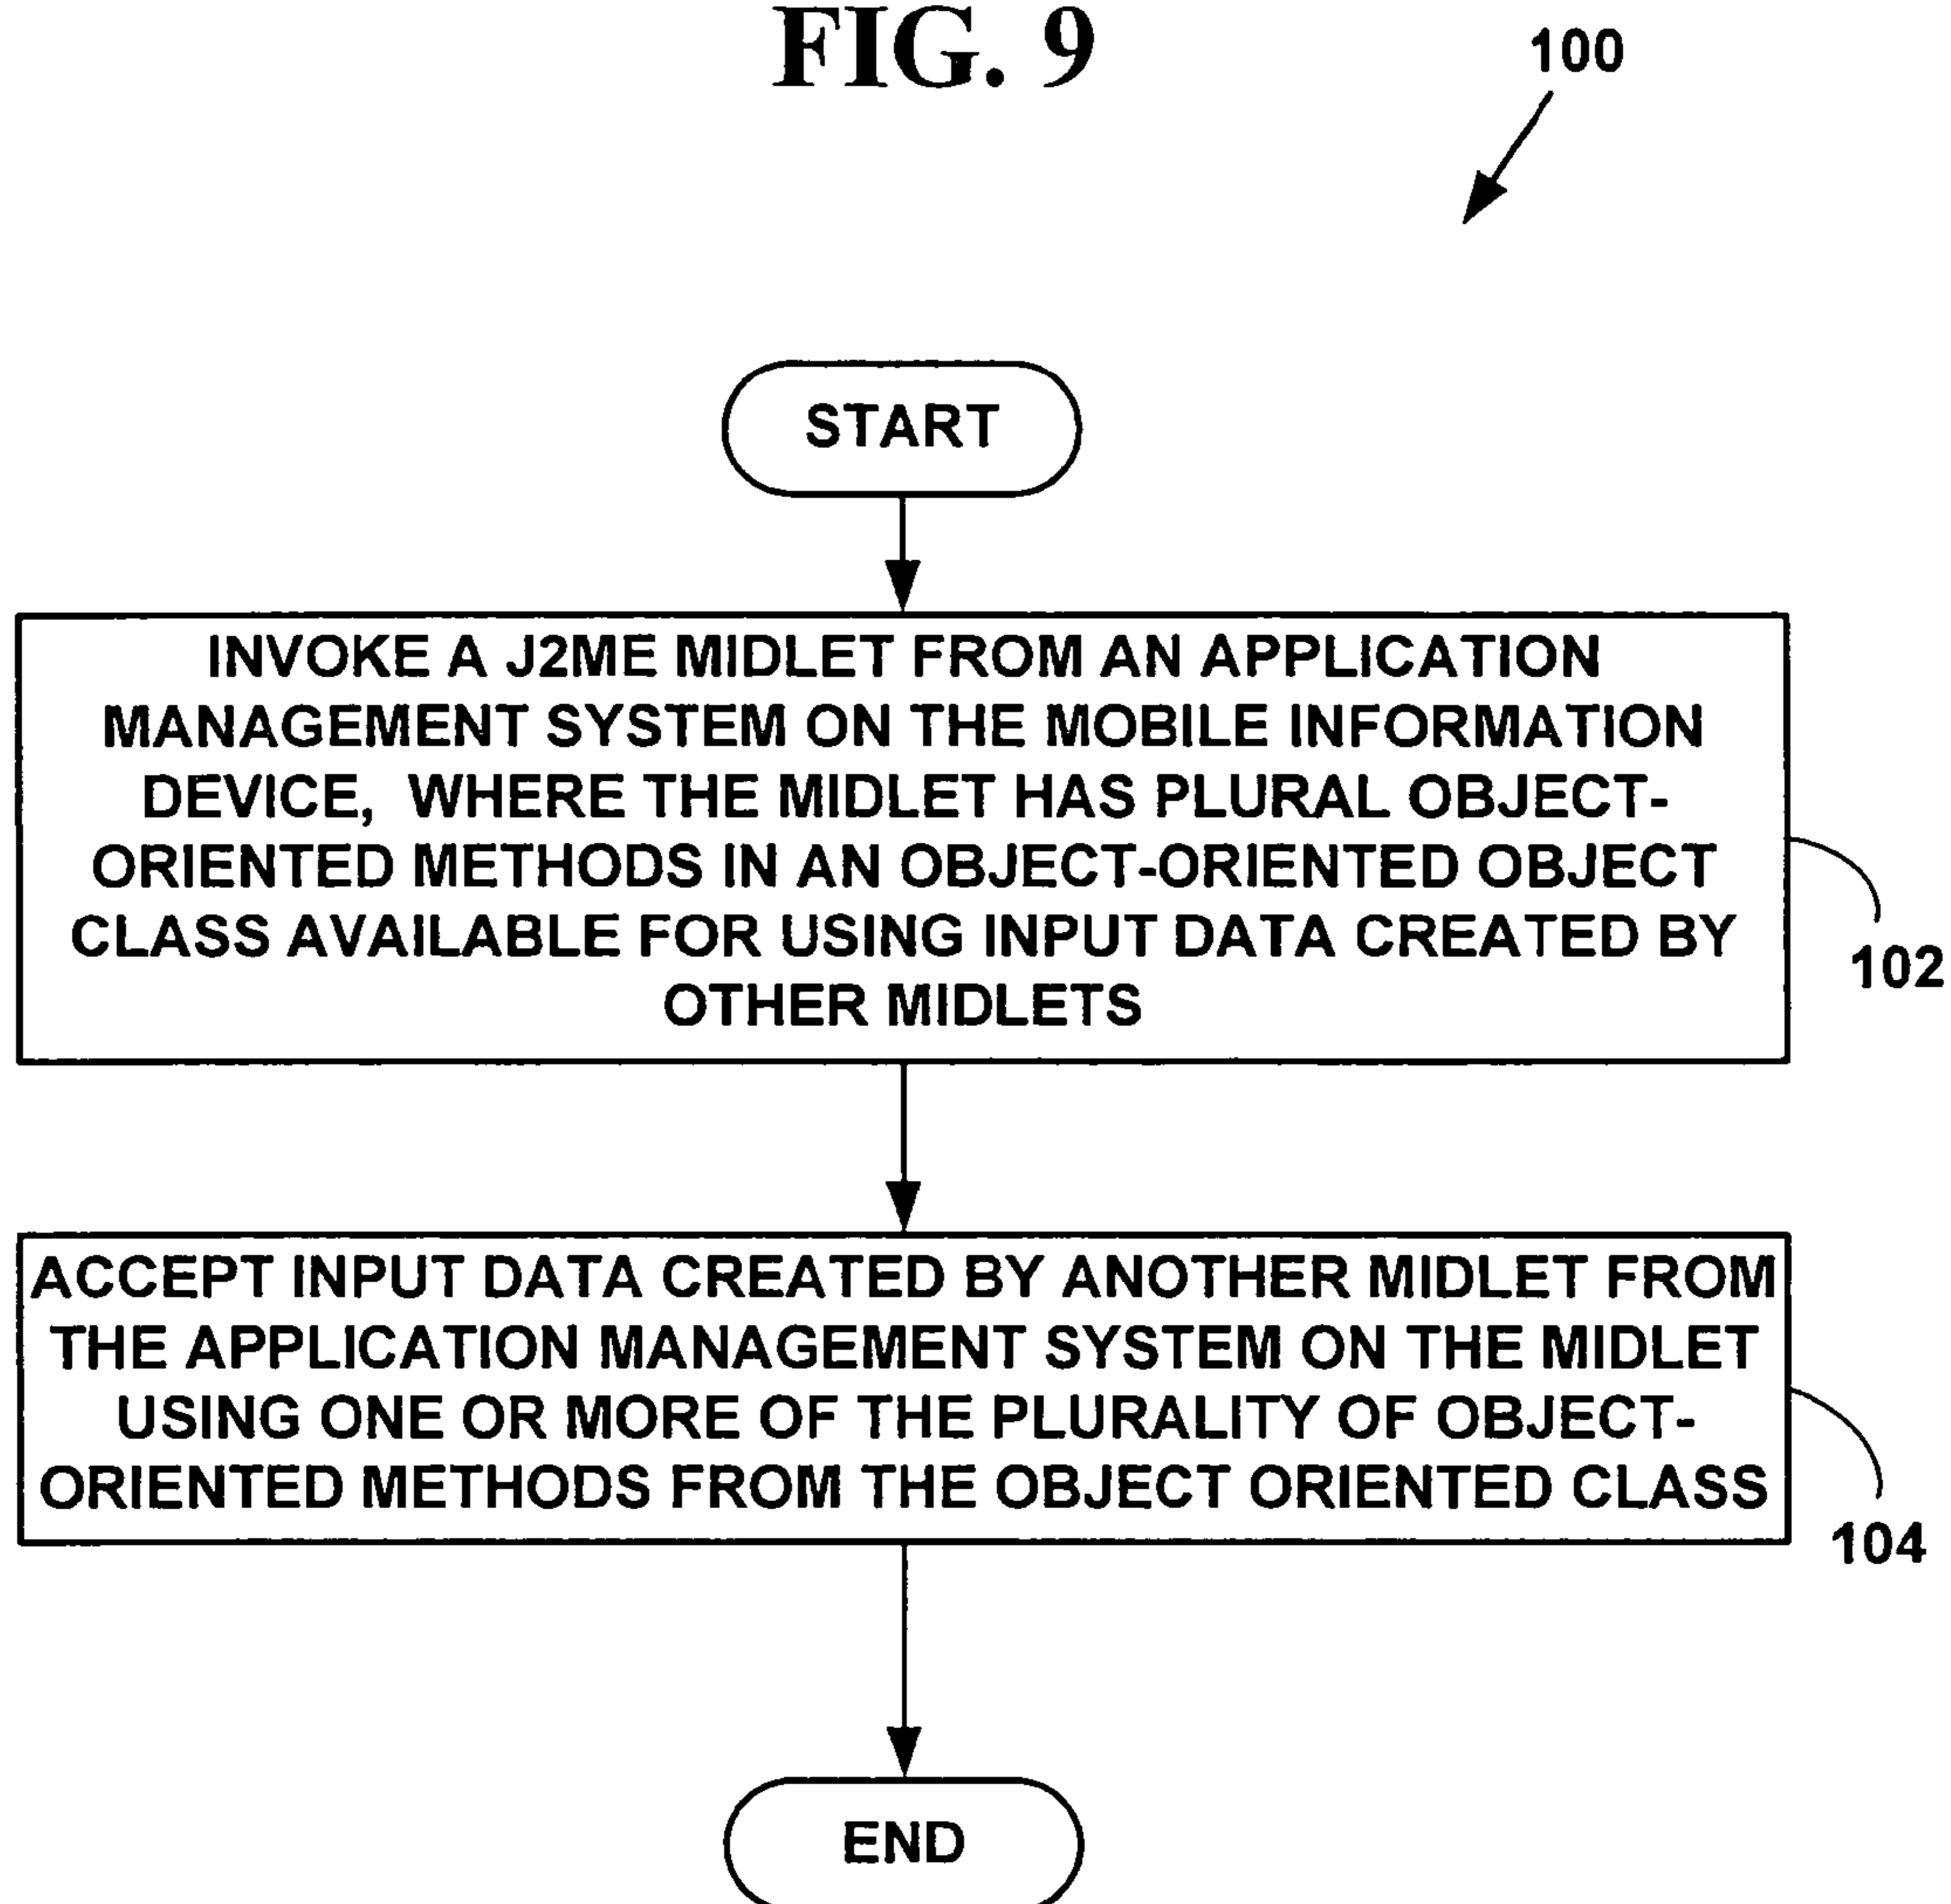 FIG. 9
100
START
INVOKE A J2ME MIDLET FROM AN APPLICATION
MANAGEMENT SYSTEM ON THE MOBILE INFORMATION
DEVICE, WHERE THE MIDLET HAS PLURAL OBJECT-
ORIENTED METHODS IN AN OBJECT-ORIENTED OBJECT
CLASS AVAILABLE FOR USING INPUT DATA CREATED BY
OTHER MIDLETS
102
ACCEPT INPUT DATA CREATED BY ANOTHER MIDLET FROM
THE APPLICATION MANAGEMENT SYSTEM ON THE MIDLET
USING ONE OR MORE OF THE PLURALITY OF OBJECT-
ORIENTED METHODS FROM THE OBJECT ORIENTED CLASS
104
END